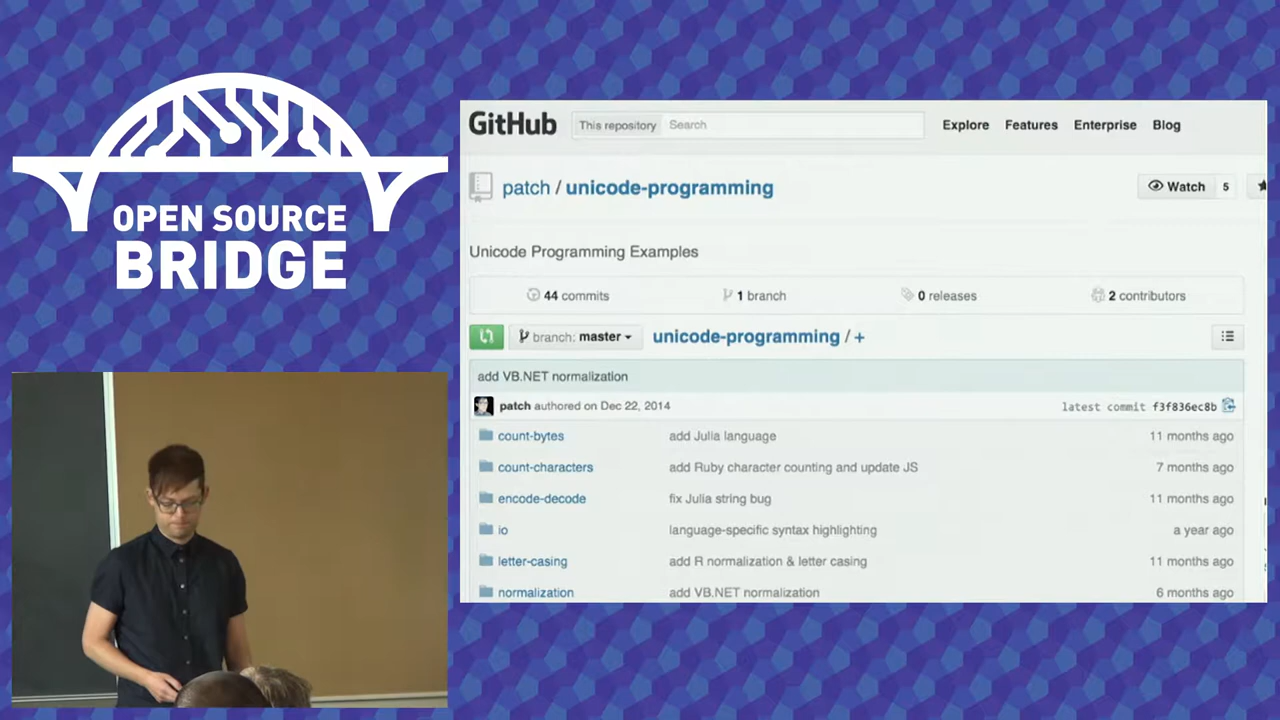 OPEN SOURCE
BRIDGE
GitHub
This repository Search
Explore Features Enterprise Blog
patch / unicode-programming
Watch 5
Unicode Programming Examples
44 commits
1 branch
0 releases
2 contributors
branch: master
unicode-programming / +
add VB.NET normalization
patch authored on Dec 22, 2014
latest commit f3f836ec8b
count-bytes add Julia language 11 months ago
count-characters add Ruby character counting and update JS 7 months ago
encode-decode fix Julia string bug 11 months ago
io language-specific syntax highlighting a year ago
letter-casing add R normalization & letter casing 11 months ago
normalization add VB.NET normalization 6 months ago